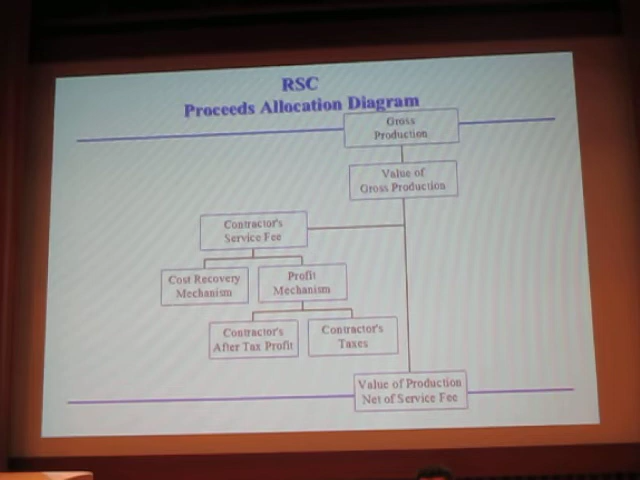 RSC
Proceeds Allocation Diagram
Gross
Production
Value of
Gross Production
Contractor's
Service Fee
Cost Recovery
Mechanism
Profit
Mechanism
Contractor's
After Tax Profit
Contractor's
Taxes
Value of Production
Net of Service Fee